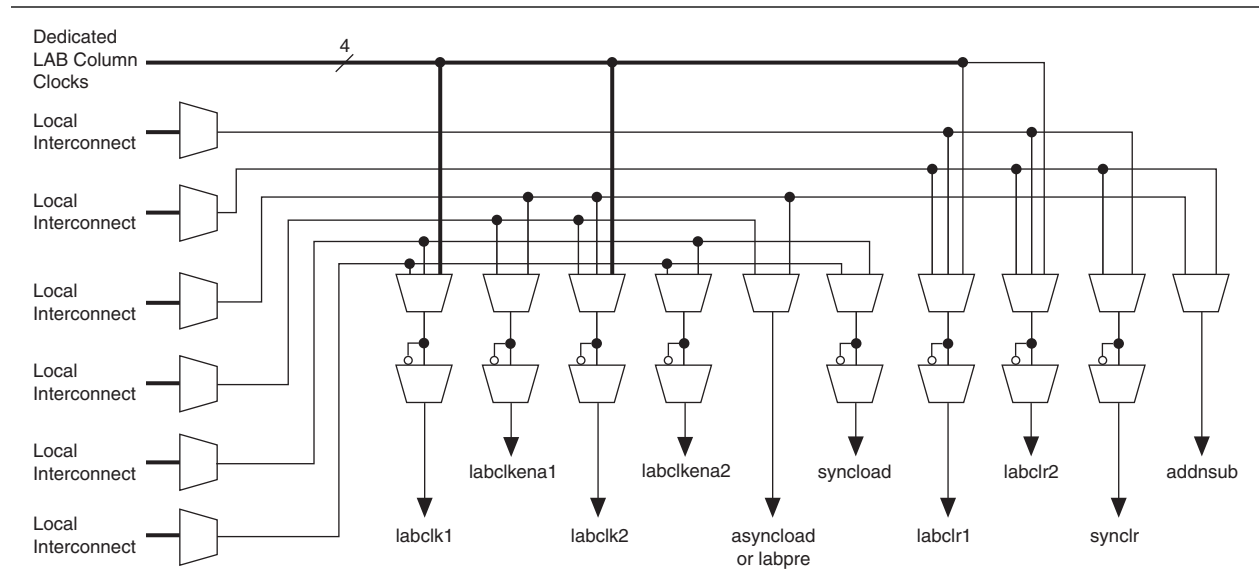 Dedicated
LAB Column
Clocks
4
Local
Interconnect
Local
Interconnect
Local
Interconnect
Local
Interconnect
Local
Interconnect
Local
Interconnect
labclkena1
labclkena2
syncload
labclr2
addnsub
labclk1
labclk2
asyncload
or labpre
labclr1
synclr